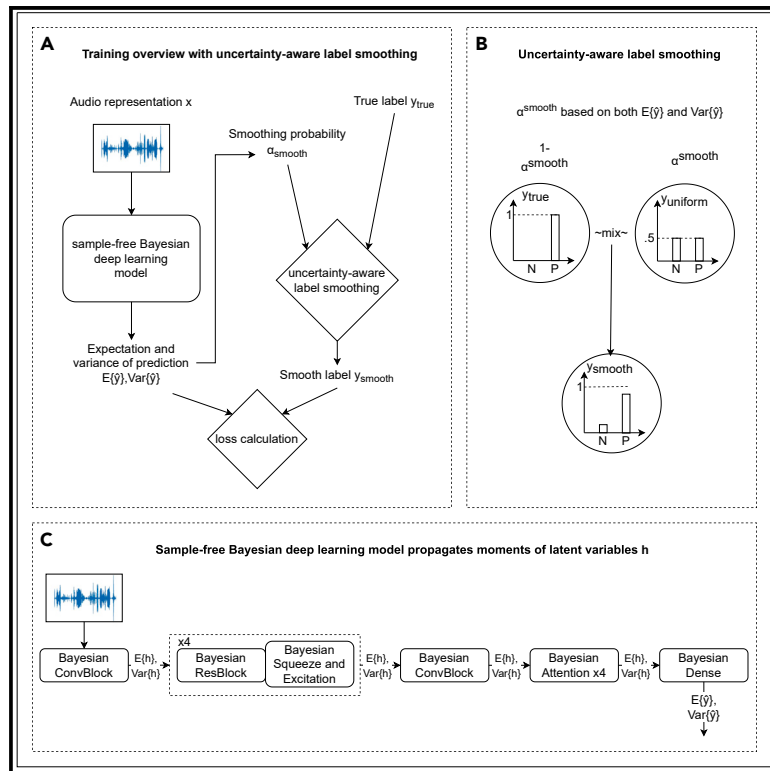 A
Training overview with uncertainty-aware label smoothing
Audio representation x
True label y_true
Smoothing probability
α_smooth
sample-free Bayesian
deep learning
model
uncertainty-aware
label smoothing
Expectation and
variance of prediction
E{ŷ},Var{ŷ}
Smooth label y_smooth
loss calculation
B
Uncertainty-aware label smoothing
α^smooth based on both E{ŷ} and Var{ŷ}
1-
α^smooth
α^smooth
y_true
1
N P
~mix~
y_uniform
.5
N P
y_smooth
1
N P
C
Sample-free Bayesian deep learning model propagates moments of latent variables h
Bayesian
ConvBlock
E{h},
Var{h}
x4
Bayesian
ResBlock
Bayesian
Squeeze and
Excitation
E{h},
Var{h}
Bayesian
ConvBlock
E{h},
Var{h}
Bayesian
Attention x4
E{h},
Var{h}
Bayesian
Dense
E{ŷ},
Var{ŷ}